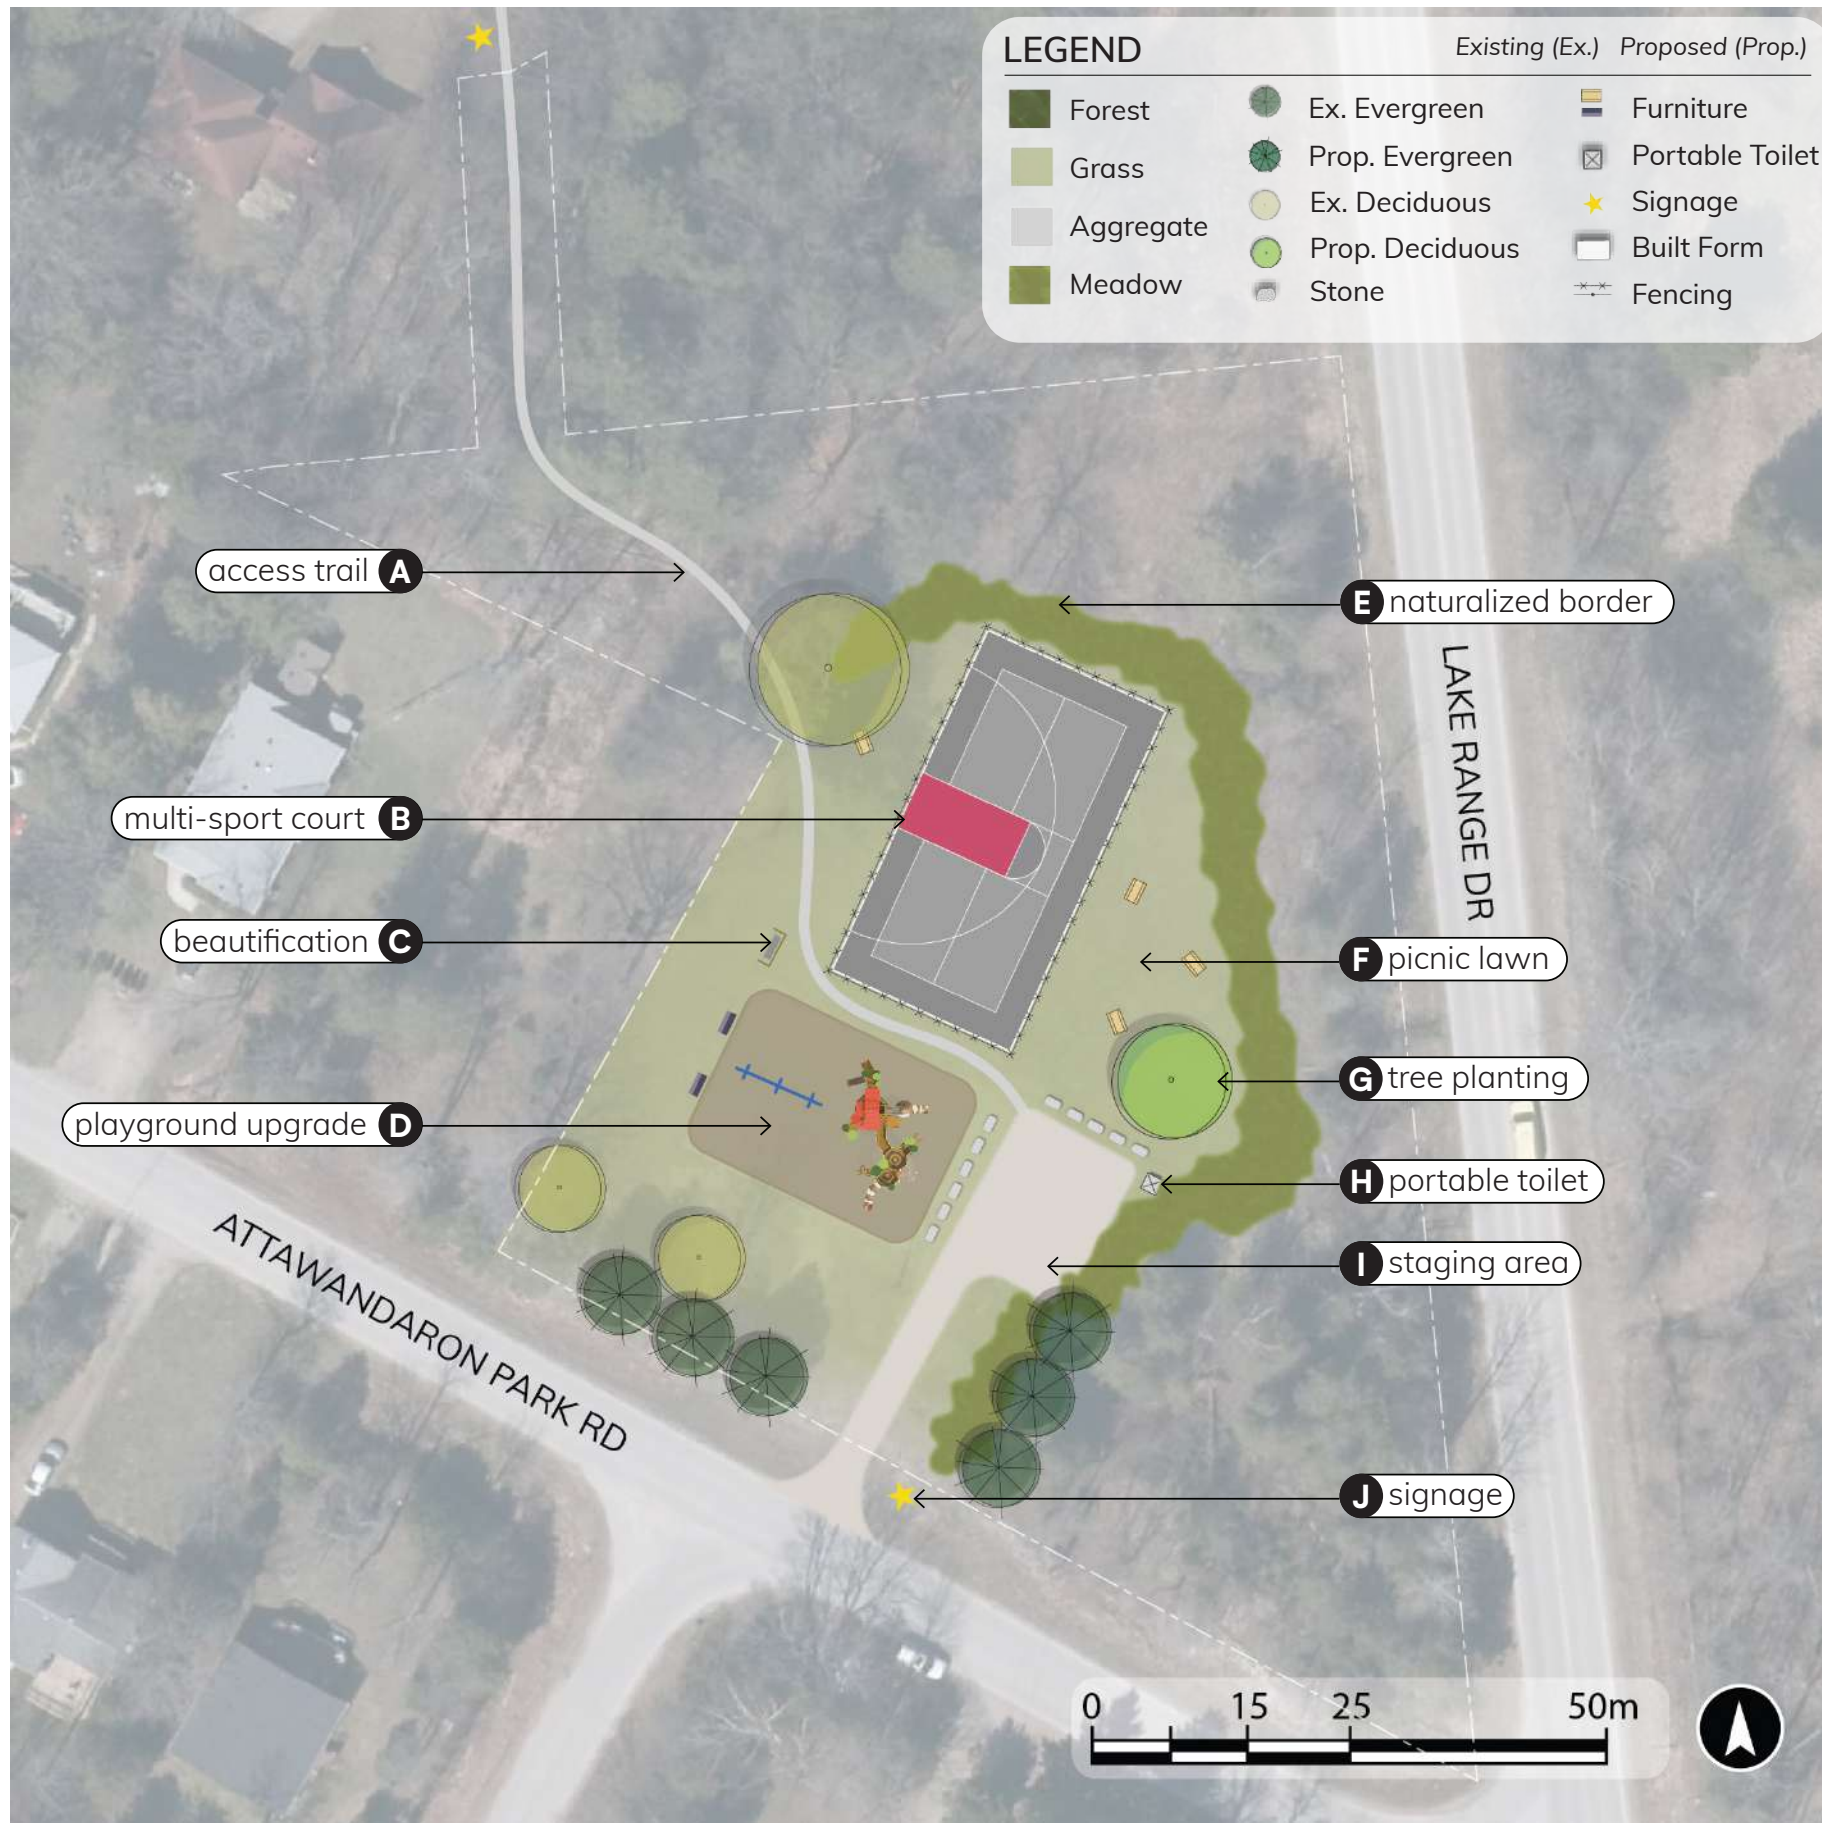 LEGEND
Existing (Ex.) Proposed (Prop.)
Forest
Grass
Aggregate
Meadow
Ex. Evergreen
Prop. Evergreen
Ex. Deciduous
Prop. Deciduous
Stone
Furniture
Portable Toilet
Signage
Built Form
Fencing
access trail A
multi-sport court B
beautification C
playground upgrade D
E naturalized border
F picnic lawn
G tree planting
H portable toilet
I staging area
J signage
LAKE RANGE DR
ATTAWANDARON PARK RD
0 15 25 50m